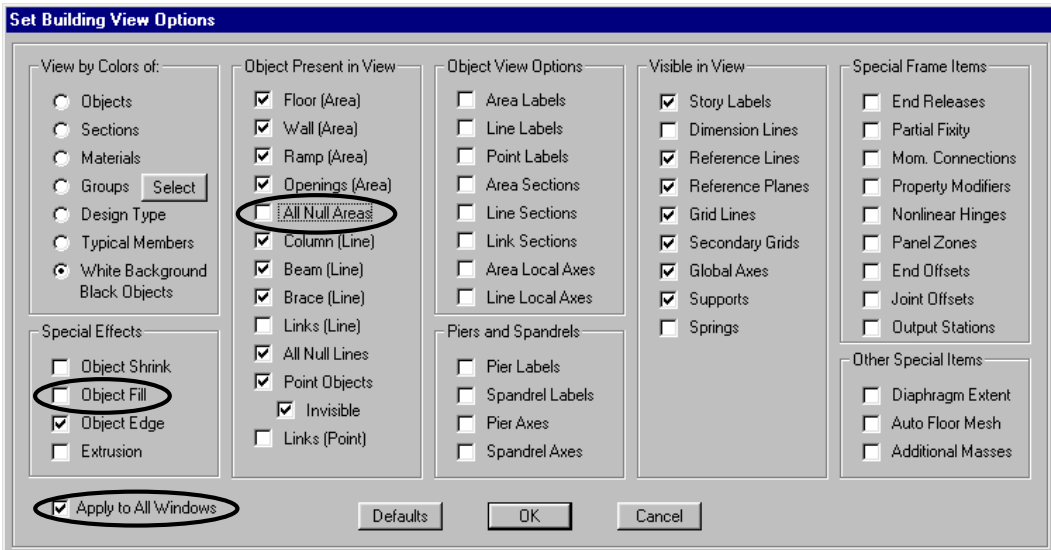 Set Building View Options
View by Colors of:
Objects
Sections
Materials
Groups Select
Design Type
Typical Members
White Background
Black Objects
Special Effects
Object Shrink
Object Fill
Object Edge
Extrusion
Apply to All Windows
Object Present in View
Floor (Area)
Wall (Area)
Ramp (Area)
Openings (Area)
All Null Areas
Column (Line)
Beam (Line)
Brace (Line)
Links (Line)
All Null Lines
Point Objects
Invisible
Links (Point)
Object View Options
Area Labels
Line Labels
Point Labels
Area Sections
Line Sections
Link Sections
Area Local Axes
Line Local Axes
Piers and Spandrels
Pier Labels
Spandrel Labels
Pier Axes
Spandrel Axes
Visible in View
Story Labels
Dimension Lines
Reference Lines
Reference Planes
Grid Lines
Secondary Grids
Global Axes
Supports
Springs
Special Frame Items
End Releases
Partial Fixity
Mom. Connections
Property Modifiers
Nonlinear Hinges
Panel Zones
End Offsets
Joint Offsets
Output Stations
Other Special Items
Diaphragm Extent
Auto Floor Mesh
Additional Masses
Defaults
OK
Cancel